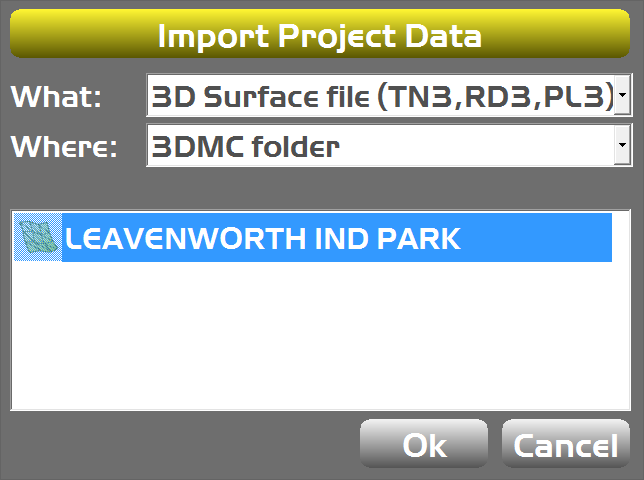 Import Project Data
What: 3D Surface file (TN3,RD3,PL3)
Where: 3DMC folder
LEAVENWORTH IND PARK
Ok Cancel